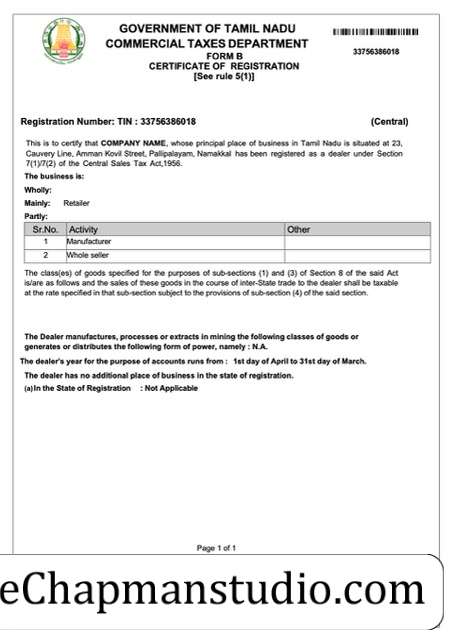 GOVERNMENT OF TAMIL NADU
COMMERCIAL TAXES DEPARTMENT
FORM B
CERTIFICATE OF REGISTRATION
[See rule 5(1)]
33756386018
Registration Number: TIN : 33756386018 (Central)
This is to certify that COMPANY NAME, whose principal place of business in Tamil Nadu is situated at 23,
Cauvery Line, Amman Kovil Street, Pallipalayam, Namakkal has been registered as a dealer under Section
7(1)/7(2) of the Central Sales Tax Act,1956.
The business is:
Wholly:
Mainly: Retailer
Partly:
Sr.No. Activity Other
1 Manufacturer
2 Whole seller
The class(es) of goods specified for the purposes of sub-sections (1) and (3) of Section 8 of the said Act
is/are as follows and the sales of these goods in the course of inter-State trade to the dealer shall be taxable
at the rate specified in that sub-section subject to the provisions of sub-section (4) of the said section.
The Dealer manufactures, processes or extracts in mining the following classes of goods or
generates or distributes the following form of power, namely : N.A.
The dealer's year for the purpose of accounts runs from : 1st day of April to 31st day of March.
The dealer has no additional place of business in the state of registration.
(a)In the State of Registration : Not Applicable
Page 1 of 1
eChapmanstudio.com